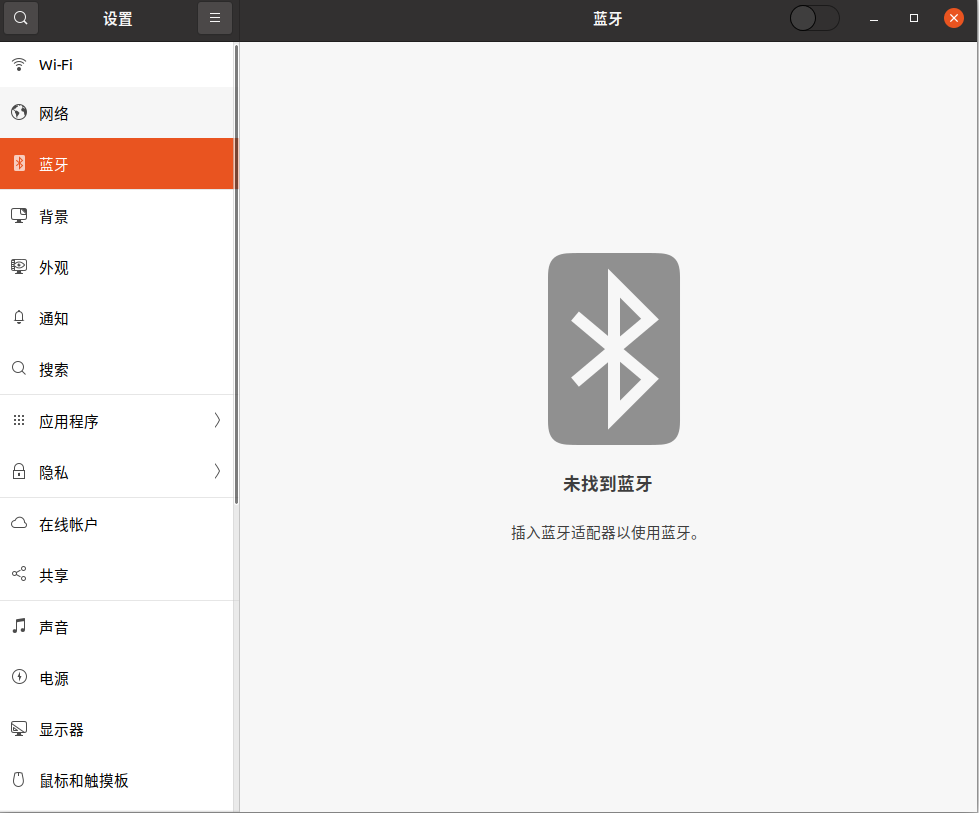 设置
蓝牙
Wi-Fi
网络
蓝牙
背景
外观
通知
搜索
应用程序
隐私
在线帐户
共享
声音
电源
显示器
鼠标和触摸板
未找到蓝牙
插入蓝牙适配器以使用蓝牙。